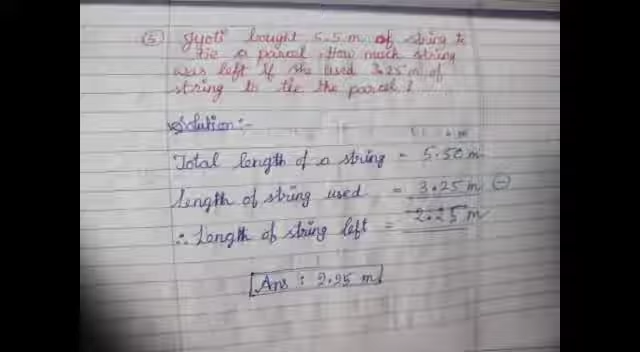 (5) Jyoti bought 5.5 m of string to
tie a parcel. How much string
was left if she used 3.25 m of
string to tie the parcel?
Solution:-
Total length of a string = 5.50 m
Length of string used = 3.25 m (-)
∴ Length of string left = 2.25 m
Ans : 2.25 m